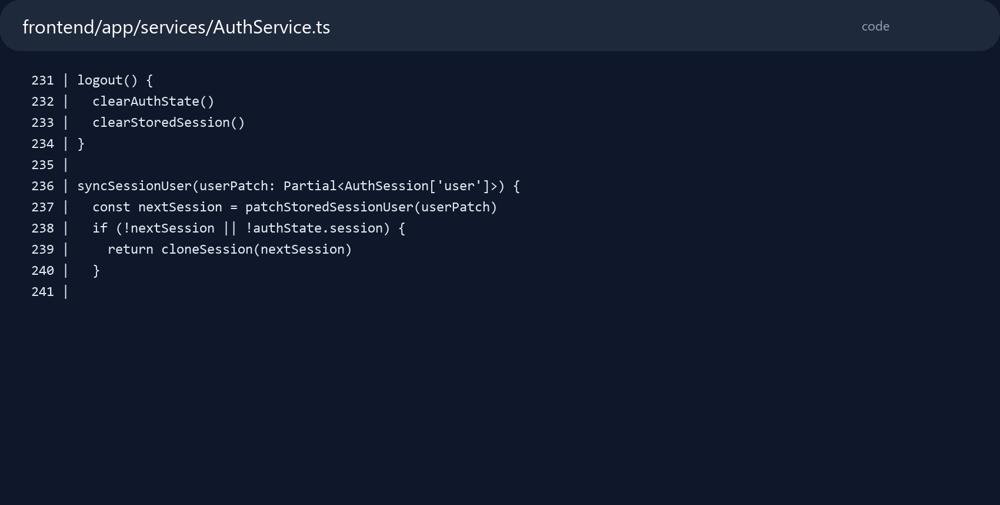 frontend/app/services/AuthService.ts
code
231 | logout() {
232 |   clearAuthState()
233 |   clearStoredSession()
234 | }
235 |
236 | syncSessionUser(userPatch: Partial<AuthSession['user']>) {
237 |   const nextSession = patchStoredSessionUser(userPatch)
238 |   if (!nextSession || !authState.session) {
239 |     return cloneSession(nextSession)
240 |   }
241 |